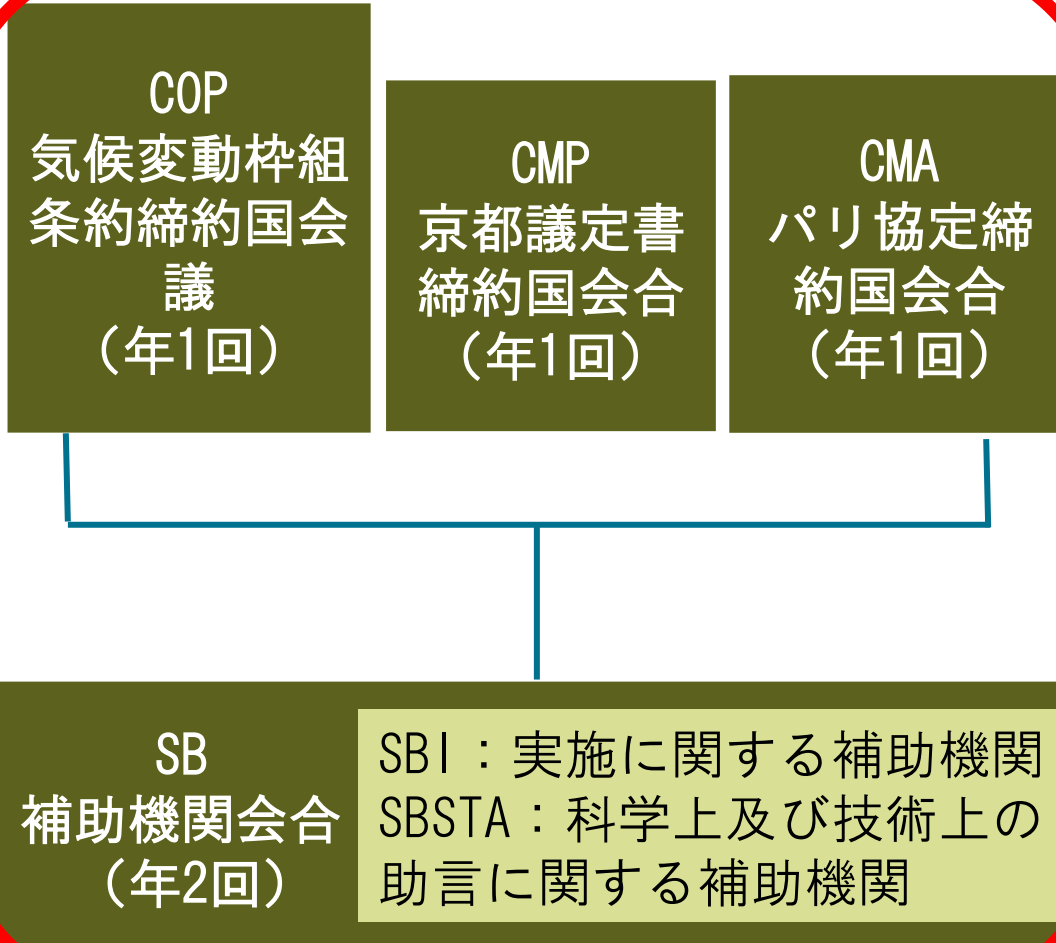 COP
気候変動枠組
条約締約国会
議
（年1回）
CMP
京都議定書
締約国会合
（年1回）
CMA
パリ協定締
約国会合
（年1回）
SB
補助機関会合
（年2回）
SBI：実施に関する補助機関
SBSTA：科学上及び技術上の
助言に関する補助機関